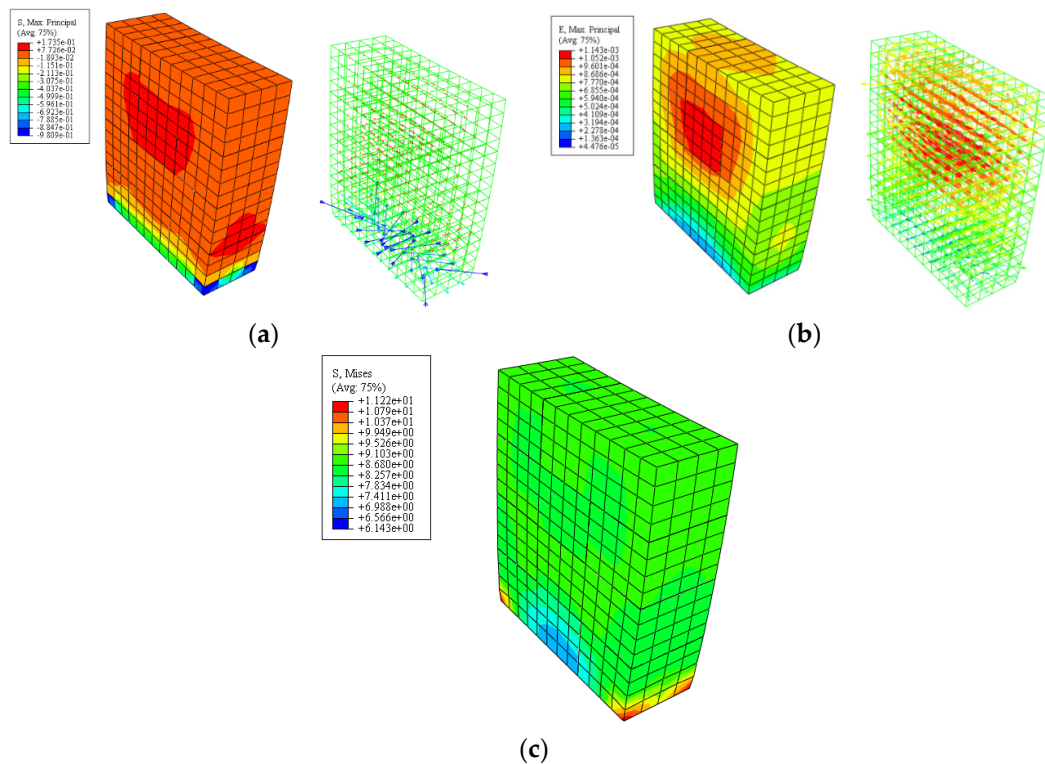 S, Max. Principal
(Avg: 75%)
+1.735e-01
+7.726e-02
-1.893e-02
-1.151e-01
-2.113e-01
-3.075e-01
-4.037e-01
-4.999e-01
-5.961e-01
-6.923e-01
-7.885e-01
-8.847e-01
-9.809e-01
(a)
E, Max. Principal
(Avg: 75%)
+1.143e-03
+1.052e-03
+9.601e-04
+8.686e-04
+7.770e-04
+6.855e-04
+5.940e-04
+5.024e-04
+4.109e-04
+3.194e-04
+2.278e-04
+1.363e-04
+4.476e-05
(b)
S, Mises
(Avg: 75%)
+1.122e+01
+1.079e+01
+1.037e+01
+9.949e+00
+9.526e+00
+9.103e+00
+8.680e+00
+8.257e+00
+7.834e+00
+7.411e+00
+6.988e+00
+6.566e+00
+6.143e+00
(c)